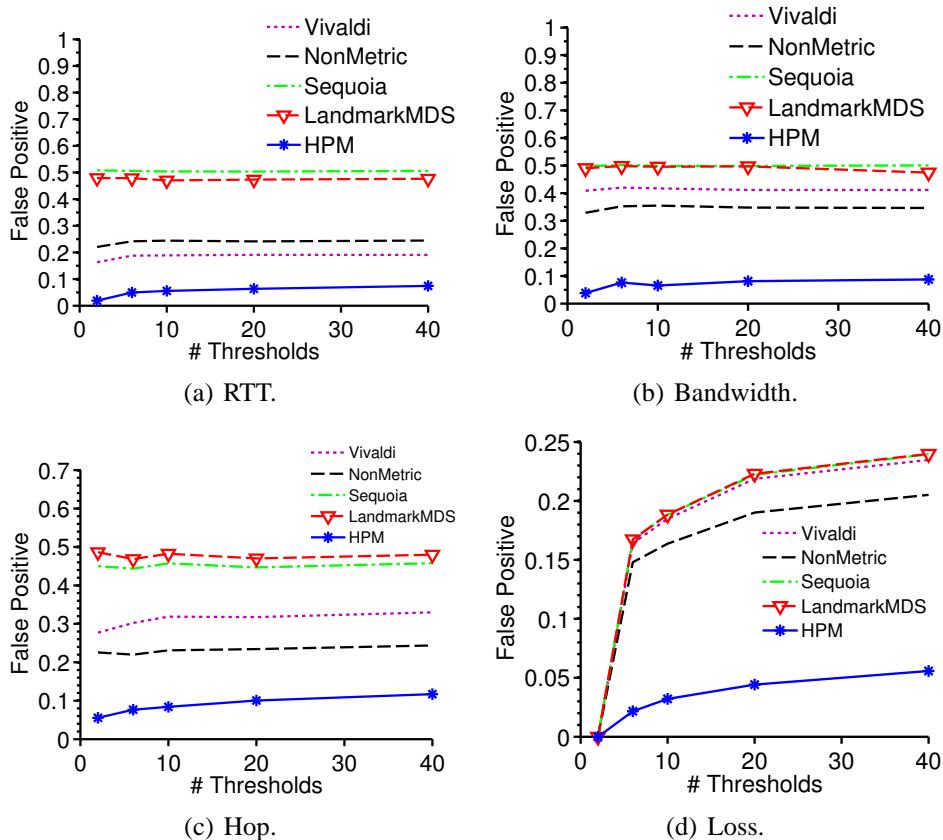 Vivaldi
NonMetric
Sequoia
LandmarkMDS
HPM
False Positive
1
0.9
0.8
0.7
0.6
0.5
0.4
0.3
0.2
0.1
0
0 10 20 30 40
# Thresholds
(a) RTT.
Vivaldi
NonMetric
Sequoia
LandmarkMDS
HPM
False Positive
1
0.9
0.8
0.7
0.6
0.5
0.4
0.3
0.2
0.1
0
0 10 20 30 40
# Thresholds
(b) Bandwidth.
Vivaldi
NonMetric
Sequoia
LandmarkMDS
HPM
False Positive
0.7
0.6
0.5
0.4
0.3
0.2
0.1
0
0 10 20 30 40
# Thresholds
(c) Hop.
False Positive
0.25
0.2
0.15
0.1
0.05
0
Vivaldi
NonMetric
Sequoia
LandmarkMDS
HPM
0 10 20 30 40
# Thresholds
(d) Loss.